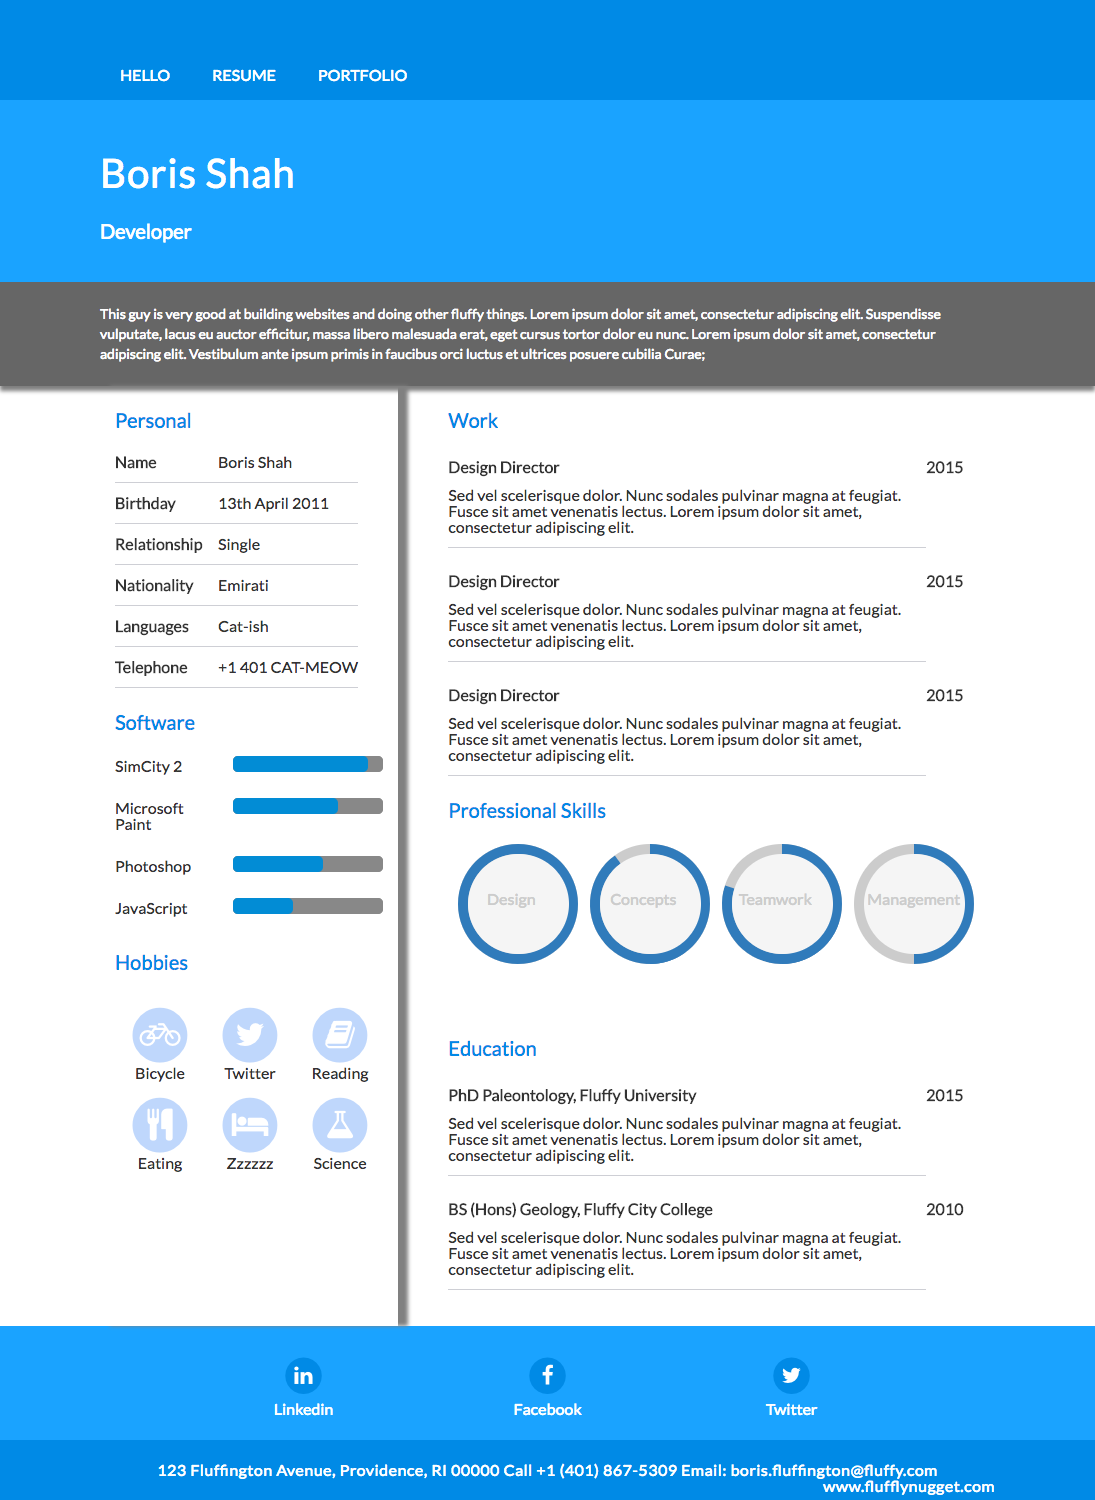 HELLO RESUME PORTFOLIO
Boris Shah
Developer
This guy is very good at building websites and doing other fluffy things. Lorem ipsum dolor sit amet, consectetur adipiscing elit. Suspendisse
vulputate, lacus eu auctor efficitur, massa libero malesuada erat, eget cursus tortor dolor eu nunc. Lorem ipsum dolor sit amet, consectetur
adipiscing elit. Vestibulum ante ipsum primis in faucibus orci luctus et ultrices posuere cubilia Curae;
Personal
Name Boris Shah
Birthday 13th April 2011
Relationship Single
Nationality Emirati
Languages Cat-ish
Telephone +1 401 CAT-MEOW
Software
SimCity 2
Microsoft
Paint
Photoshop
JavaScript
Hobbies
Bicycle Twitter Reading
Eating Zzzzzz Science
Work
Design Director 2015
Sed vel scelerisque dolor. Nunc sodales pulvinar magna at feugiat.
Fusce sit amet venenatis lectus. Lorem ipsum dolor sit amet,
consectetur adipiscing elit.
Design Director 2015
Sed vel scelerisque dolor. Nunc sodales pulvinar magna at feugiat.
Fusce sit amet venenatis lectus. Lorem ipsum dolor sit amet,
consectetur adipiscing elit.
Design Director 2015
Sed vel scelerisque dolor. Nunc sodales pulvinar magna at feugiat.
Fusce sit amet venenatis lectus. Lorem ipsum dolor sit amet,
consectetur adipiscing elit.
Professional Skills
Design Concepts Teamwork Management
Education
PhD Paleontology, Fluffy University 2015
Sed vel scelerisque dolor. Nunc sodales pulvinar magna at feugiat.
Fusce sit amet venenatis lectus. Lorem ipsum dolor sit amet,
consectetur adipiscing elit.
BS (Hons) Geology, Fluffy City College 2010
Sed vel scelerisque dolor. Nunc sodales pulvinar magna at feugiat.
Fusce sit amet venenatis lectus. Lorem ipsum dolor sit amet,
consectetur adipiscing elit.
Linkedin Facebook Twitter
123 Fluffington Avenue, Providence, RI 00000 Call +1 (401) 867-5309 Email: boris.fluffington@fluffy.com
www.flufflynugget.com